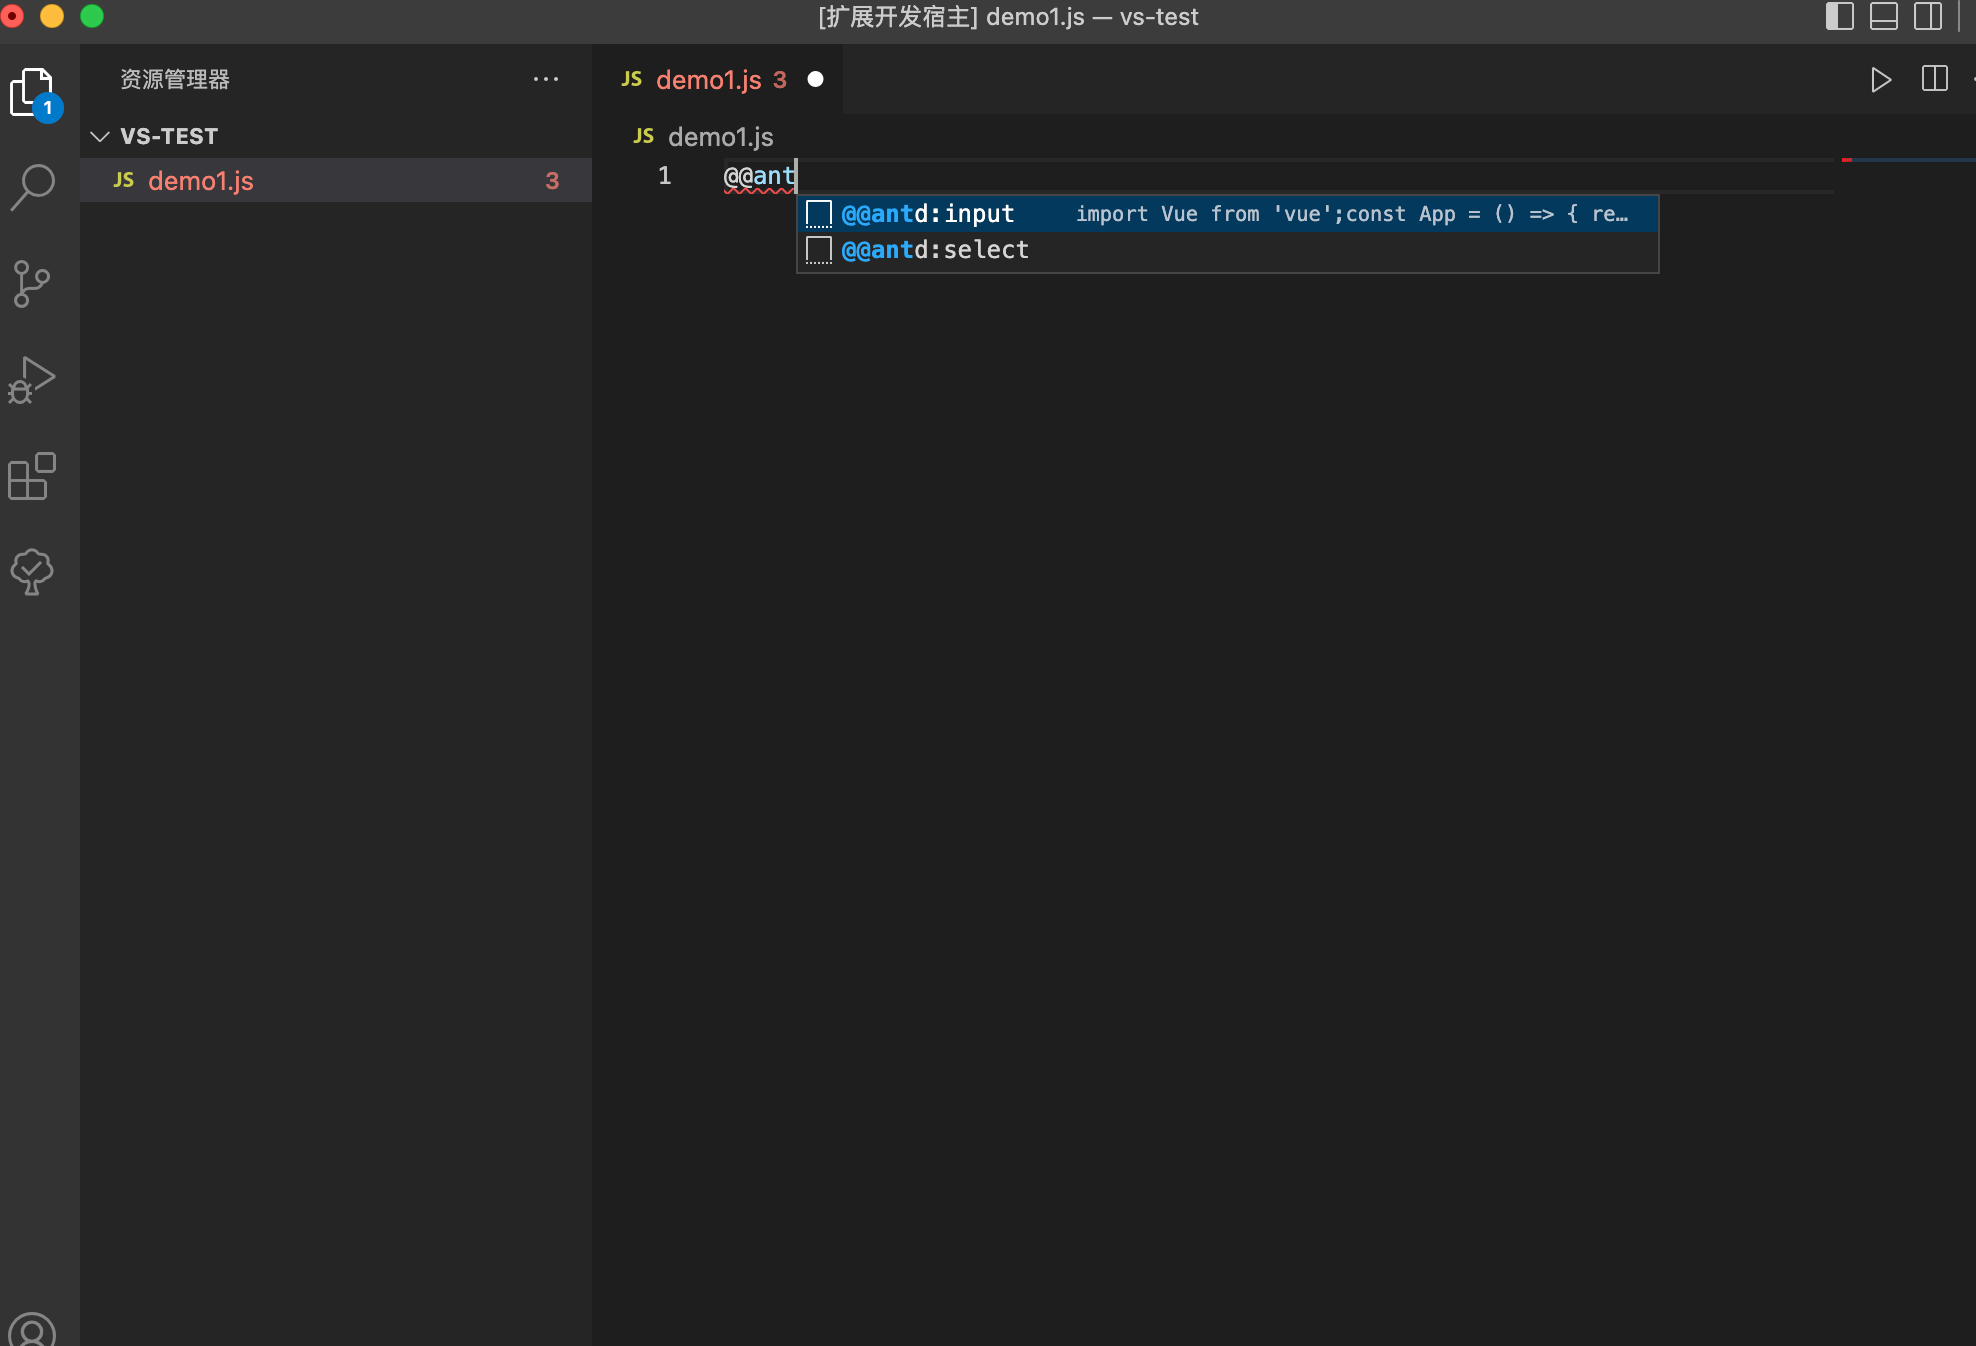 [扩展开发宿主] demo1.js — vs-test
资源管理器
JS demo1.js 3
1
VS-TEST
JS demo1.js
JS demo1.js 3
1 @@ant
@@antd:input import Vue from 'vue';const App = () => { re…
@@antd:select